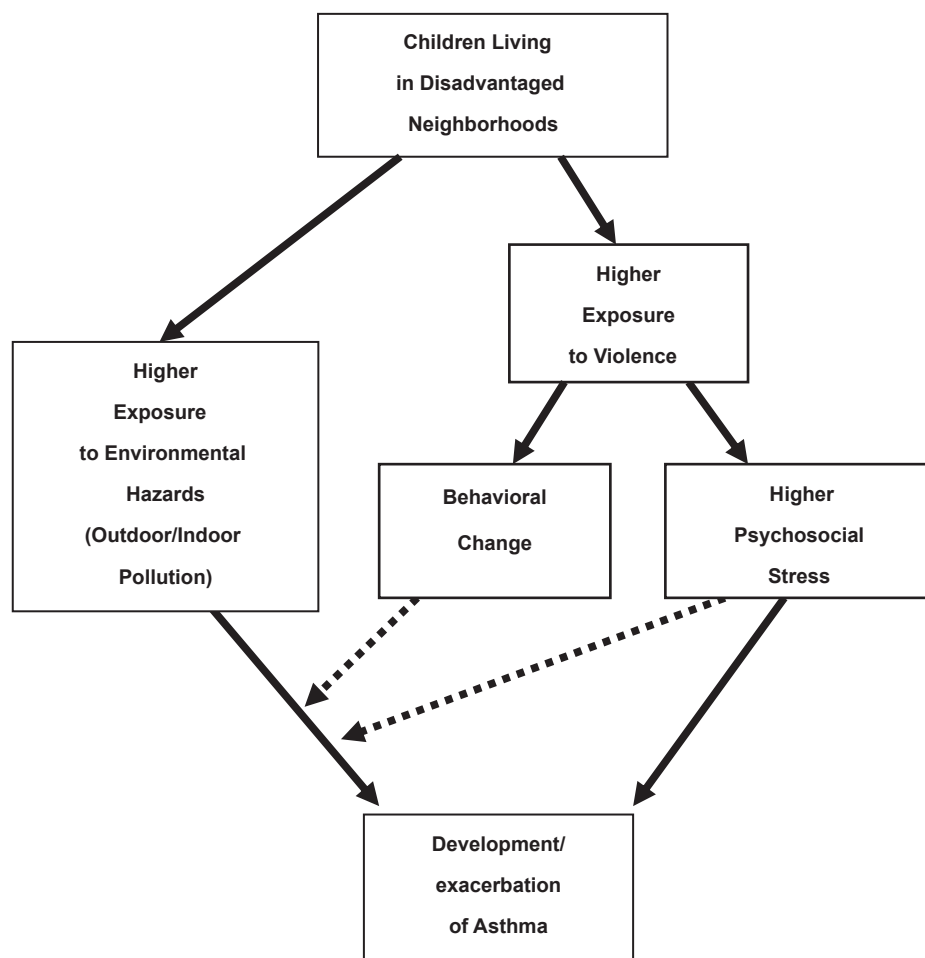 Children Living
in Disadvantaged
Neighborhoods
Higher
Exposure
to Violence
Higher
Exposure
to Environmental
Hazards
(Outdoor/Indoor
Pollution)
Behavioral
Change
Higher
Psychosocial
Stress
Development/
exacerbation
of Asthma